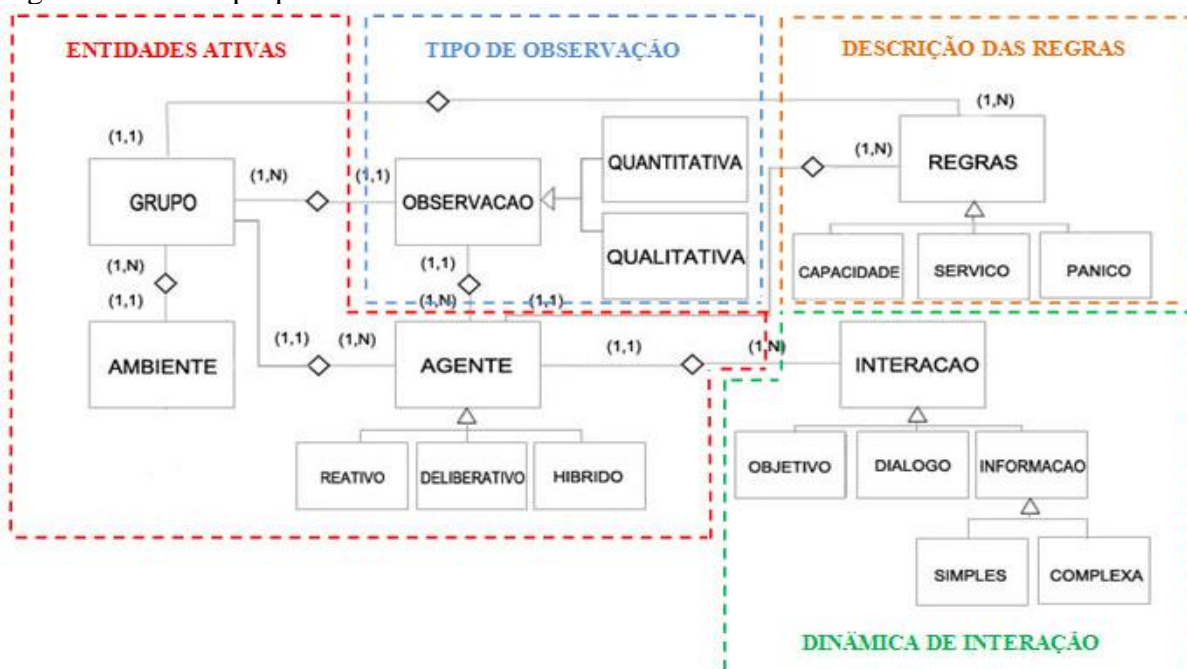 ENTIDADES ATIVAS
TIPO DE OBSERVAÇÃO
DESCRIÇÃO DAS REGRAS
(1,N)
(1,1)
(1,N)
(1,1)
(1,N)
QUANTITATIVA
REGRAS
GRUPO
OBSERVACAO
QUALITATIVA
(1,N)
(1,1)
CAPACIDADE
SERVICO
PANICO
(1,1)
(1,N)
(1,1)
(1,1)
(1,N)
(1,1)
(1,N)
AMBIENTE
AGENTE
INTERACAO
REATIVO
DELIBERATIVO
HIBRIDO
OBJETIVO
DIALOGO
INFORMACAO
SIMPLES
COMPLEXA
DINÂMICA DE INTERAÇÃO